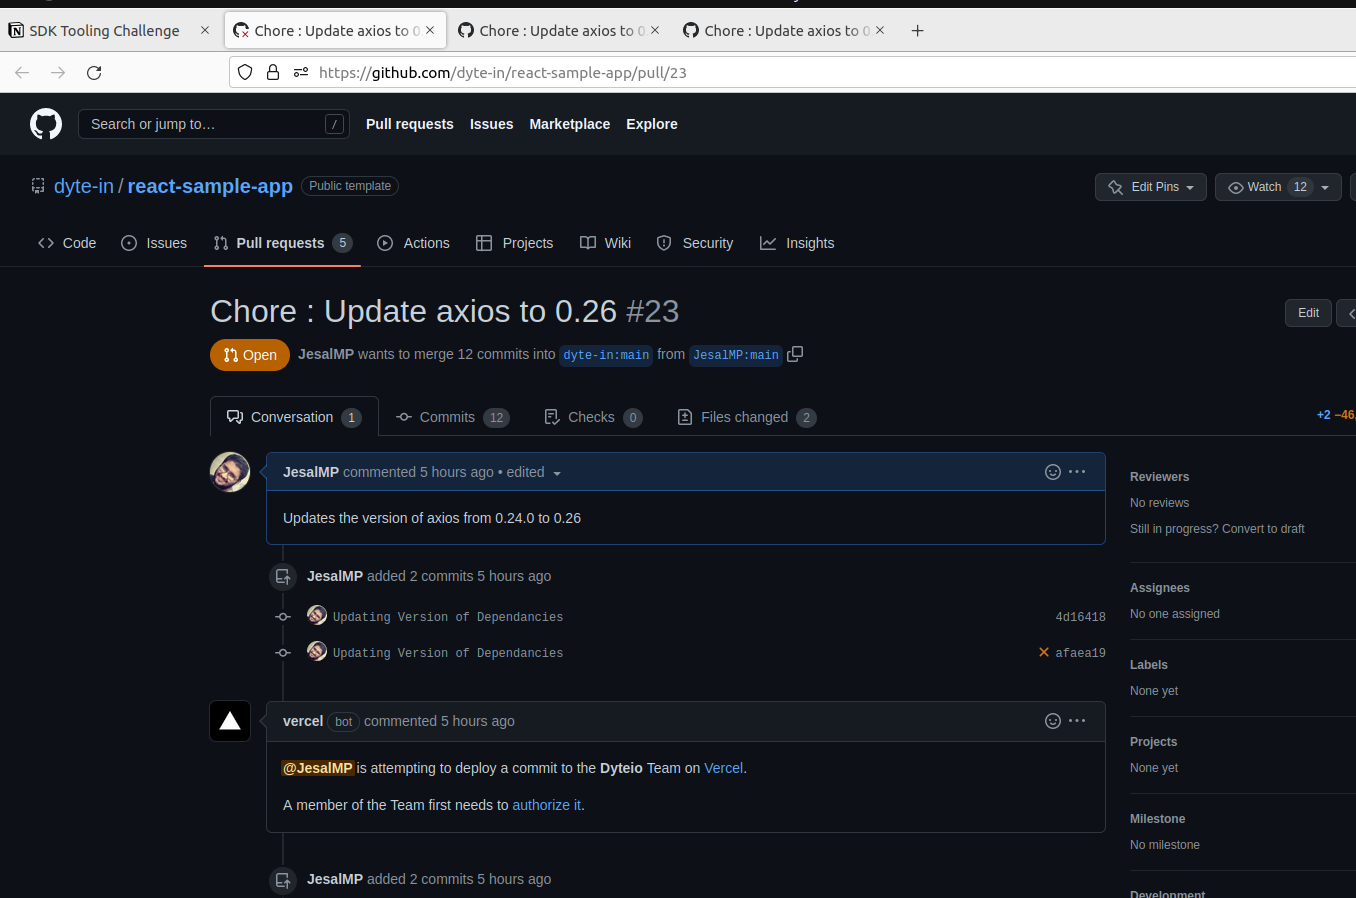 SDK Tooling Challenge
Chore : Update axios to 0
Chore : Update axios to 0
Chore : Update axios to 0
https://github.com/dyte-in/react-sample-app/pull/23
Search or jump to… / Pull requests Issues Marketplace Explore
dyte-in / react-sample-app Public template Edit Pins Watch 12
Code Issues Pull requests 5 Actions Projects Wiki Security Insights
Chore : Update axios to 0.26 #23 Edit
Open JesalMP wants to merge 12 commits into dyte-in:main from JesalMP:main
Conversation 1 Commits 12 Checks 0 Files changed 2 +2 −46
JesalMP commented 5 hours ago • edited
Updates the version of axios from 0.24.0 to 0.26
JesalMP added 2 commits 5 hours ago
Updating Version of Dependancies 4d16418
Updating Version of Dependancies afaea19
vercel bot commented 5 hours ago
@JesalMP is attempting to deploy a commit to the Dyteio Team on Vercel.
A member of the Team first needs to authorize it.
JesalMP added 2 commits 5 hours ago
Reviewers
No reviews
Still in progress? Convert to draft
Assignees
No one assigned
Labels
None yet
Projects
None yet
Milestone
No milestone
Development